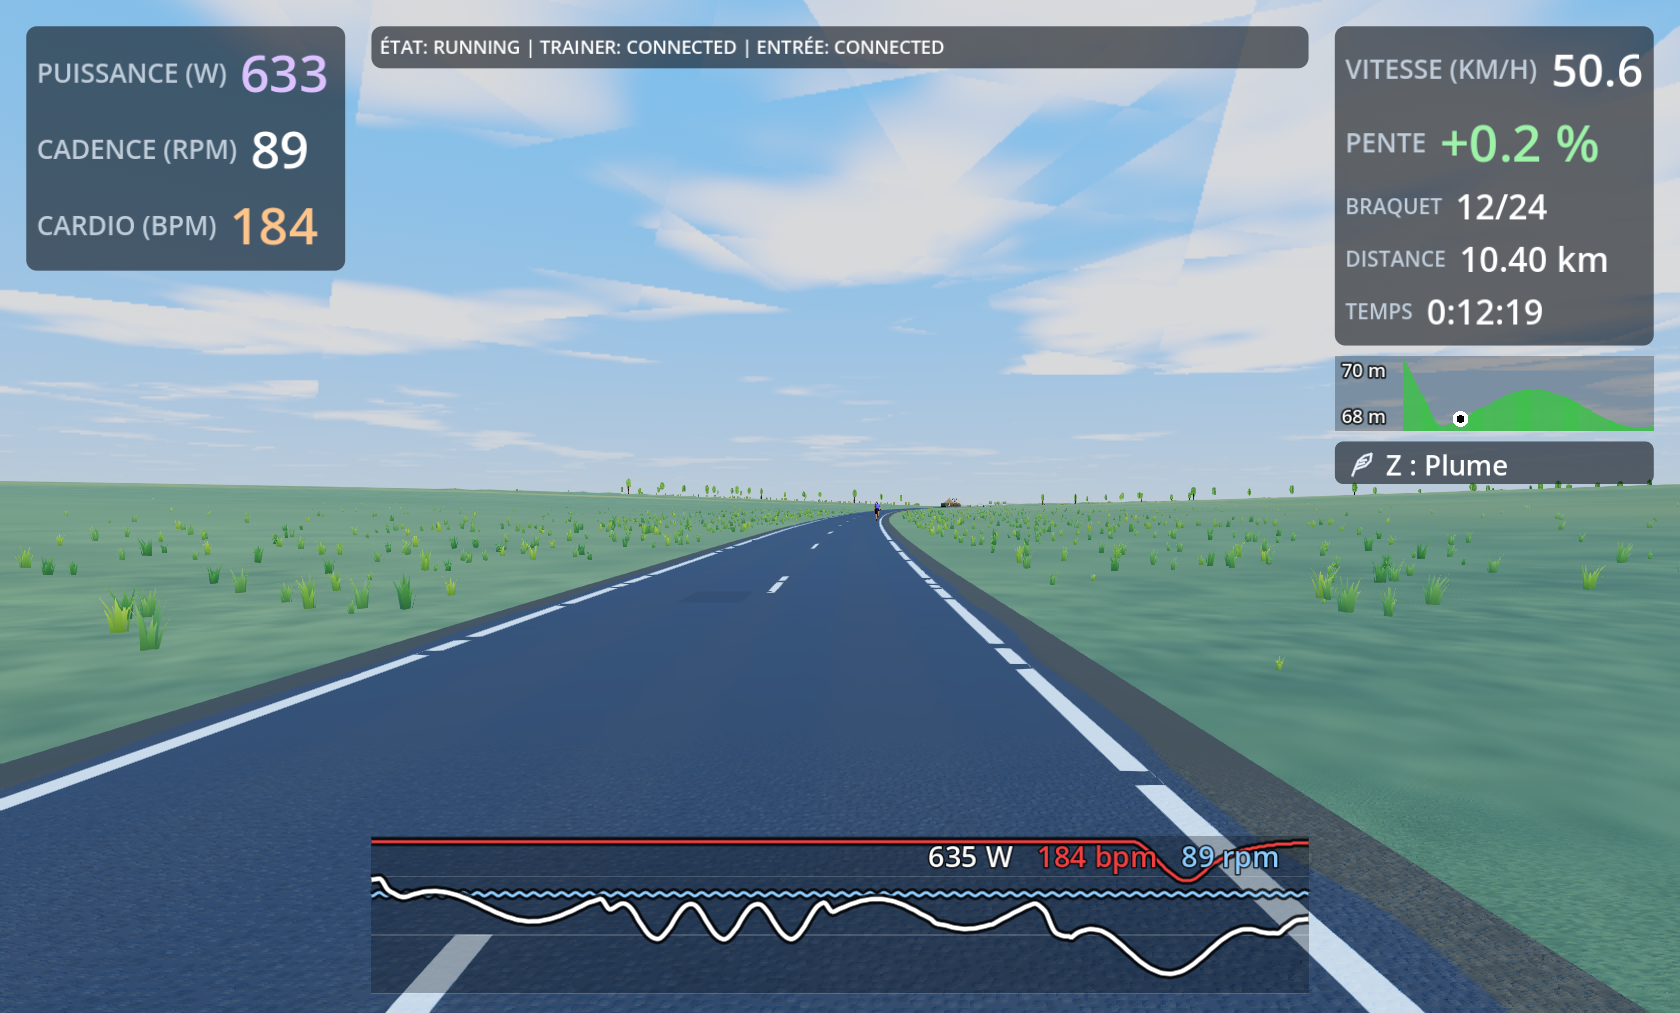 PUISSANCE (W) 633
CADENCE (RPM) 89
CARDIO (BPM) 184
ÉTAT: RUNNING | TRAINER: CONNECTED | ENTRÉE: CONNECTED
VITESSE (KM/H) 50.6
PENTE +0.2 %
BRAQUET 12/24
DISTANCE 10.40 km
TEMPS 0:12:19
70 m
68 m
Z : Plume
635 W 184 bpm 89 rpm